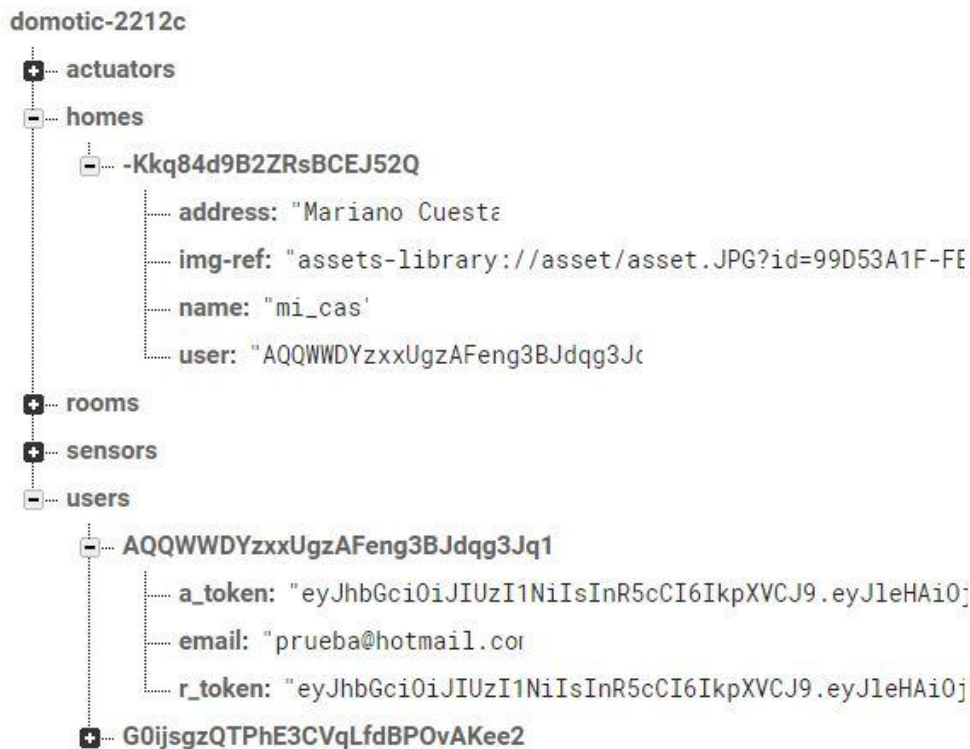 domotic-2212c
actuators
homes
-Kkq84d9B2ZRsBCEJ52Q
address: "Mariano Cuesta
img-ref: "assets-library://asset/asset.JPG?id=99D53A1F-FE
name: "mi_cas'
user: "AQQWWDYzxxUgzAFeng3BJdqg3Jc
rooms
sensors
users
AQQWWDYzxxUgzAFeng3BJdqg3Jq1
a_token: "eyJhbGciOiJIUzI1NiIsInR5cCI6IkpXVCJ9.eyJleHAiOj
email: "prueba@hotmail.com
r_token: "eyJhbGciOiJIUzI1NiIsInR5cCI6IkpXVCJ9.eyJleHAiOj
G0ijsgzQTPhE3CVqLfdBPOvAKee2